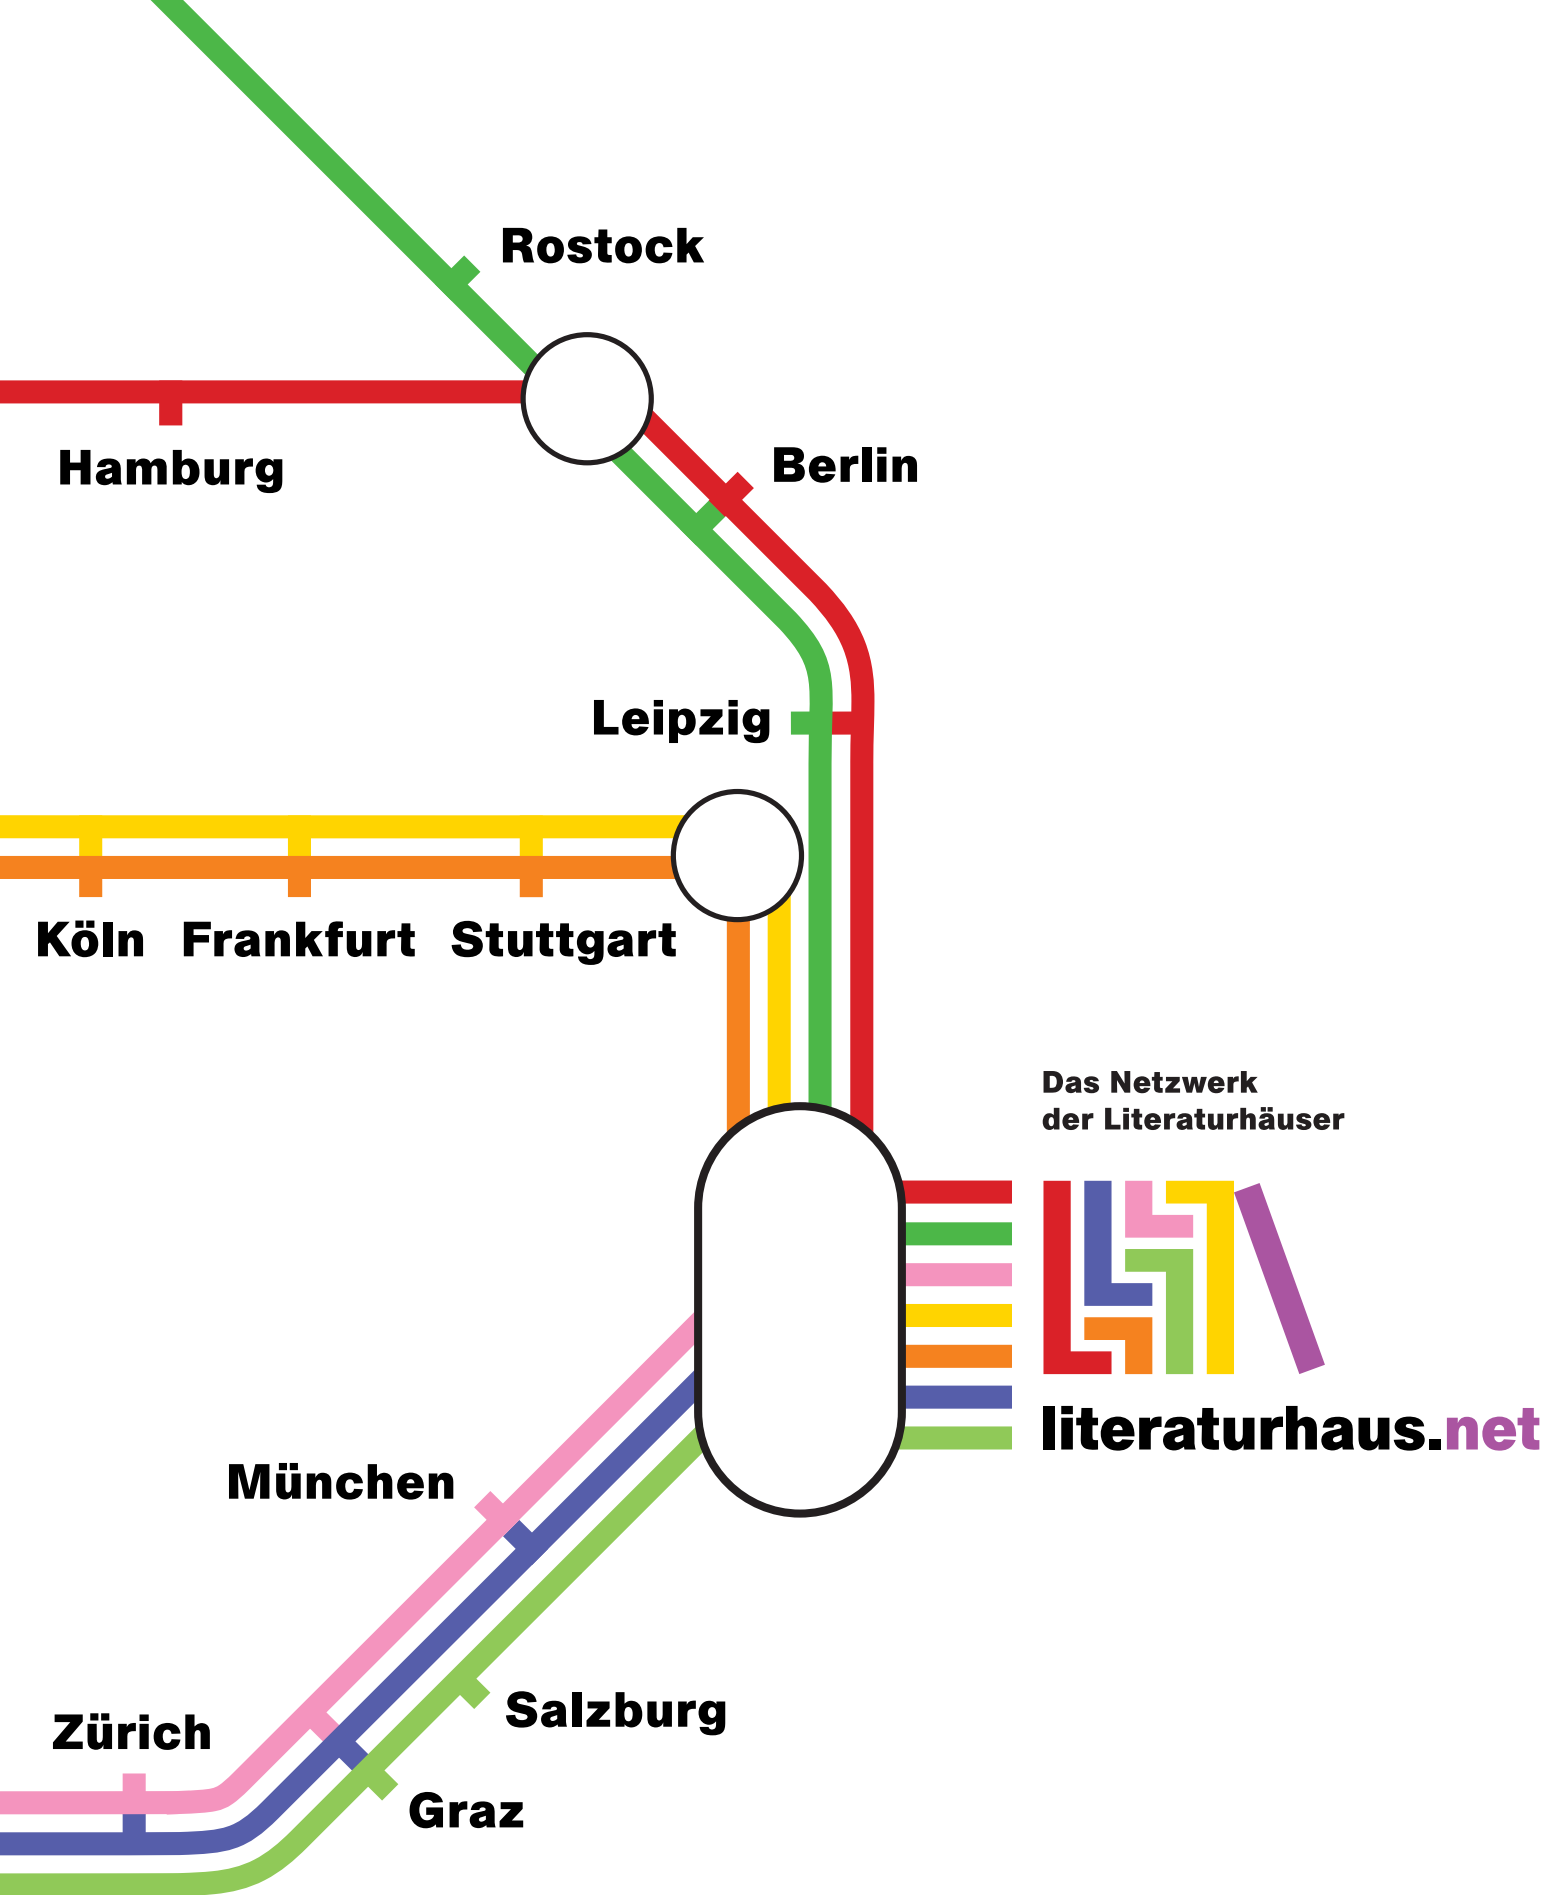 Rostock
Hamburg
Berlin
Leipzig
Köln
Frankfurt
Stuttgart
Das Netzwerk
der Literaturhäuser
literaturhaus.net
München
Salzburg
Zürich
Graz